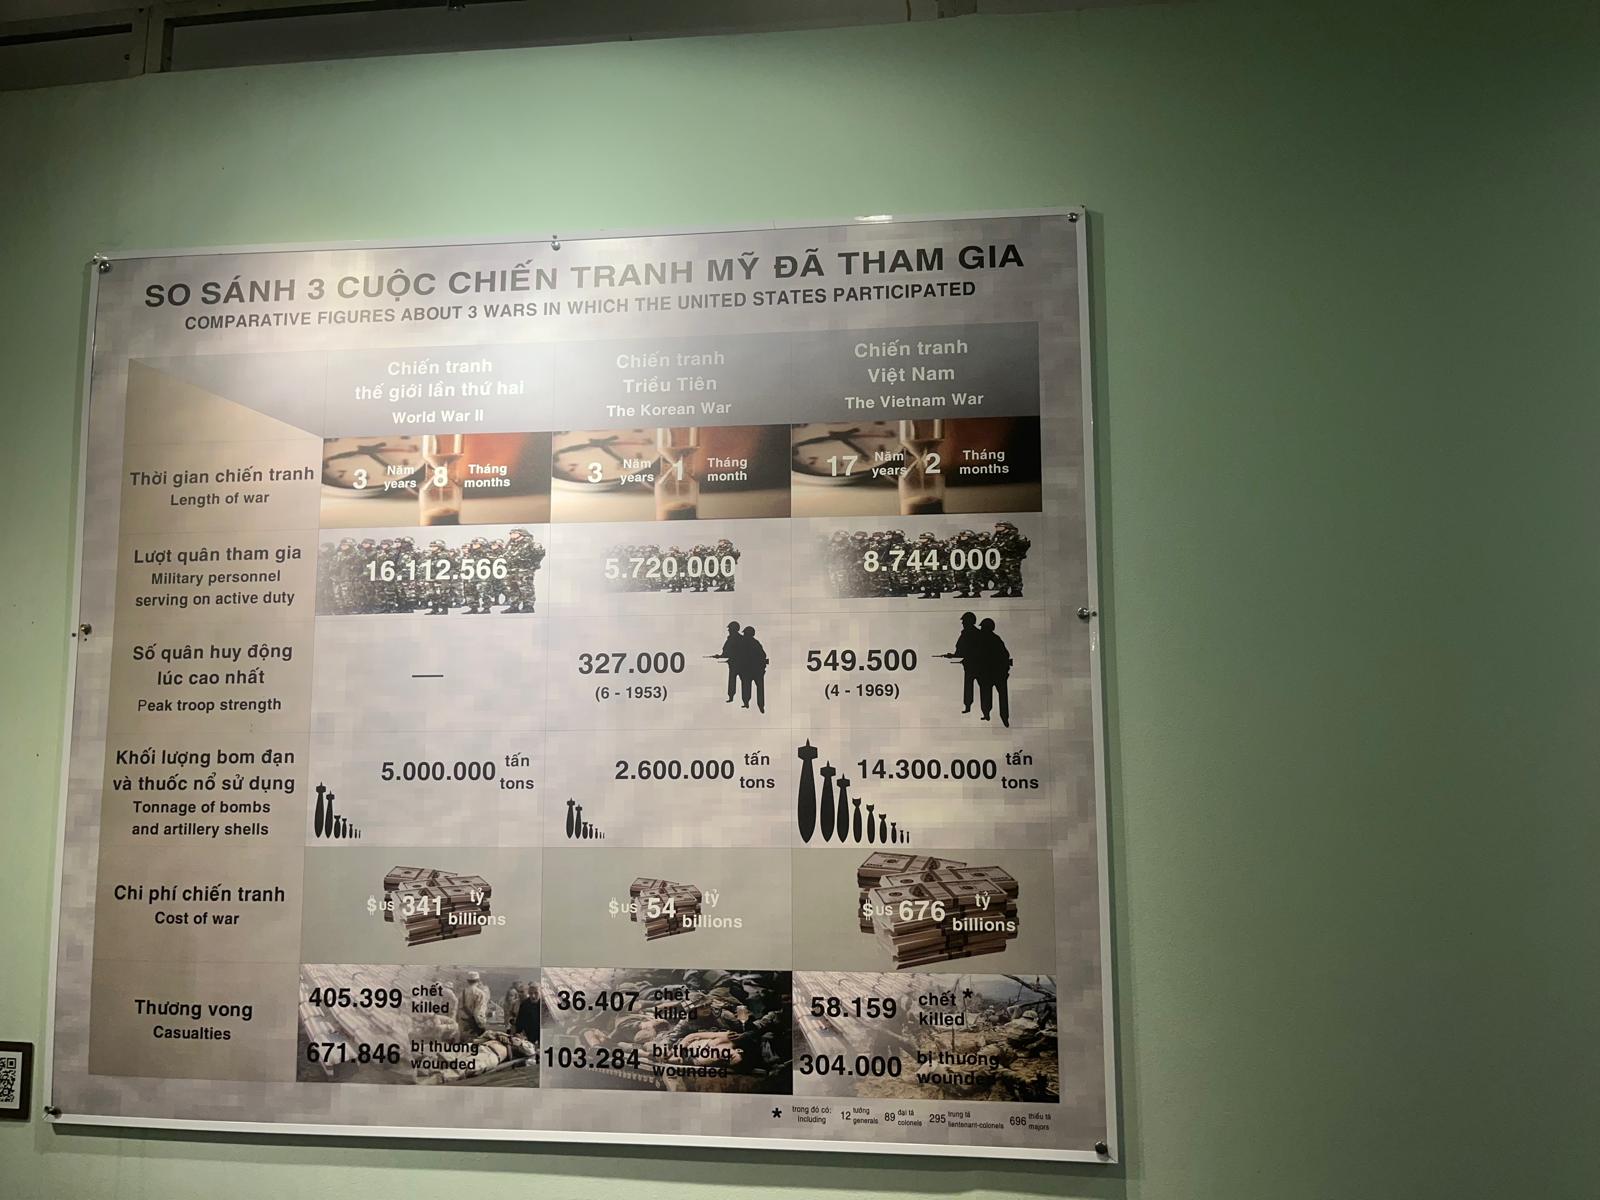 SO SÁNH 3 CUỘC CHIẾN TRANH MỸ ĐÃ THAM GIA
COMPARATIVE FIGURES ABOUT 3 WARS IN WHICH THE UNITED STATES PARTICIPATED
Chiến tranh
thế giới lần thứ hai
World War II
Chiến tranh
Triều Tiên
The Korean War
Chiến tranh
Việt Nam
The Vietnam War
Thời gian chiến tranh
Length of war
3 Năm years 8 Tháng months
3 Năm years 1 Tháng month
17 Năm years 2 Tháng months
Lượt quân tham gia
Military personnel
serving on active duty
16.112.566
5.720.000
8.744.000
Số quân huy động
lúc cao nhất
Peak troop strength
—
327.000
(6 - 1953)
549.500
(4 - 1969)
Khối lượng bom đạn
và thuốc nổ sử dụng
Tonnage of bombs
and artillery shells
5.000.000 tấn tons
2.600.000 tấn tons
14.300.000 tấn tons
Chi phí chiến tranh
Cost of war
$US 341 tỷ billions
$US 54 tỷ billions
$US 676 tỷ billions
Thương vong
Casualties
405.399 chết killed
671.846 bị thương wounded
36.407 chết killed
103.284 bị thương wounded
58.159 chết * killed
304.000 bị thương wounded
* trong đó có: Including 12 tướng generals 89 đại tá colonels 295 trung tá lieutenant-colonels 696 thiếu tá majors